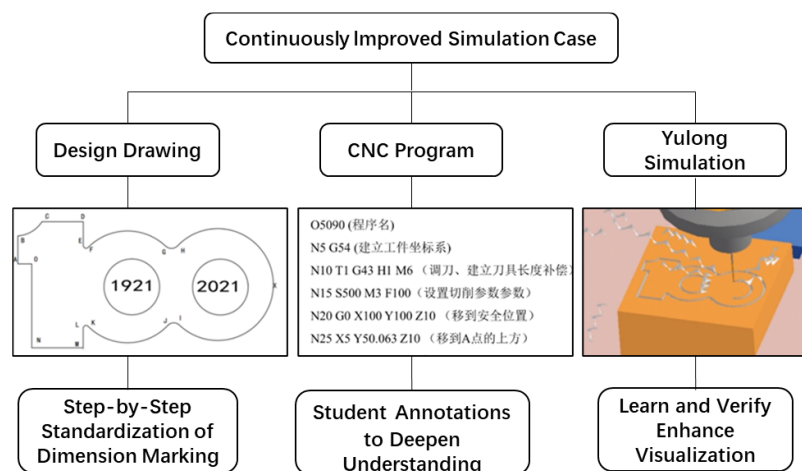 Continuously Improved Simulation Case
Design Drawing
CNC Program
Yulong
Simulation
C
D
B
E
F
G
H
A
O
1921
2021
X
L
K
J
I
N
M
O5090 (程序名)
N5 G54 (建立工件坐标系)
N10 T1 G43 H1 M6 （调刀、建立刀具长度补偿）
N15 S500 M3 F100 （设置切削参数参数）
N20 G0 X100 Y100 Z10 （移到安全位置）
N25 X5 Y50.063 Z10 （移到A点的上方）
Step-by-Step
Standardization of
Dimension Marking
Student Annotations
to Deepen
Understanding
Learn and Verify
Enhance
Visualization